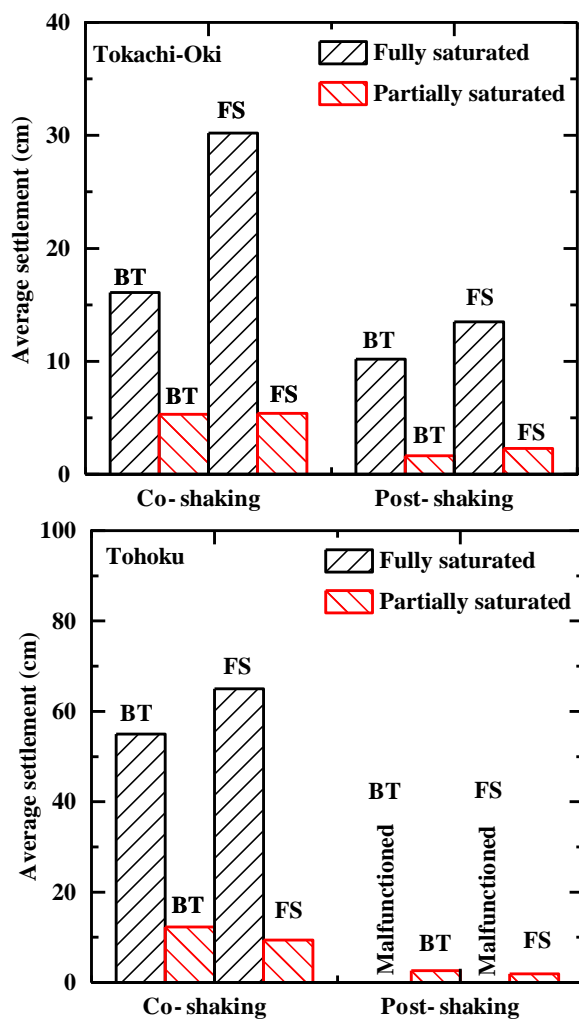 40
Tokachi-Oki
Fully saturated
Partially saturated
FS
30
Average settlement (cm)
20
BT
FS
BT
10
BT
FS
BT
FS
0
Co- shaking
Post- shaking
100
Tohoku
Fully saturated
Partially saturated
80
FS
BT
60
Average settlement (cm)
BT
FS
40
Malfunctioned
Malfunctioned
20
BT
FS
BT
FS
0
Co- shaking
Post- shaking